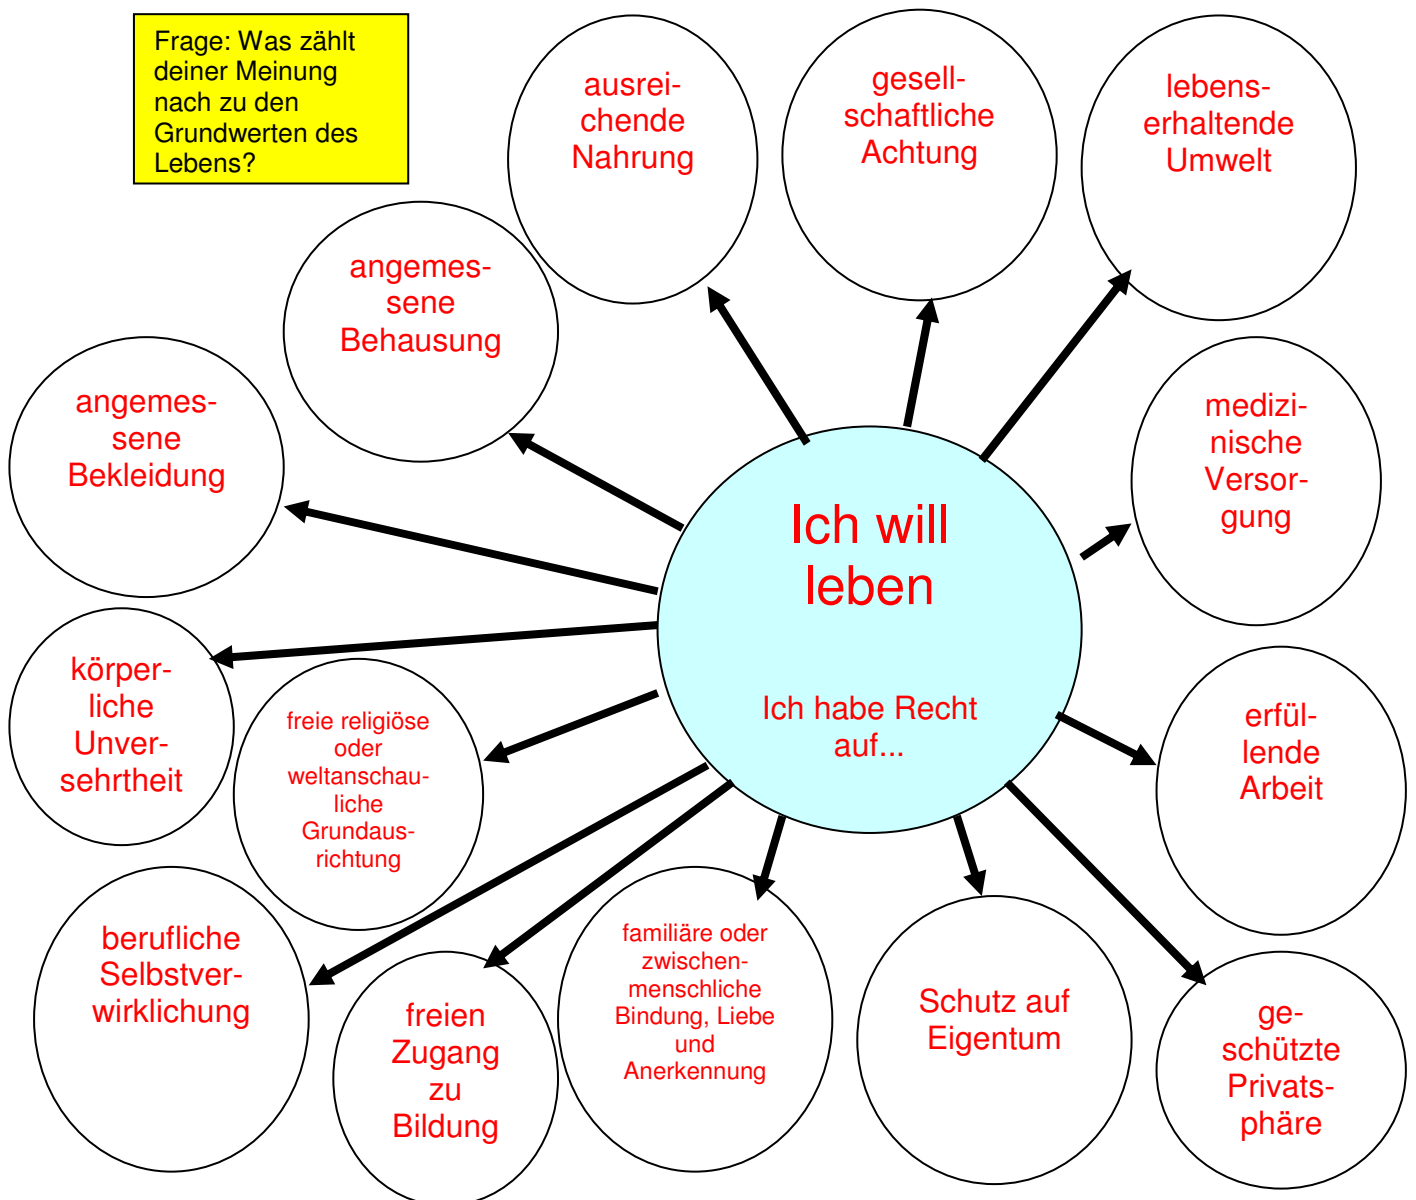 Frage: Was zählt
deiner Meinung
nach zu den
Grundwerten des
Lebens?
ausrei-
chende
Nahrung
gesell-
schaftliche
Achtung
lebens-
erhaltende
Umwelt
angemes-
sene
Behausung
angemes-
sene
Bekleidung
medizi-
nische
Versor-
gung
Ich will
leben
Ich habe Recht
auf...
körper-
liche
Unver-
sehrtheit
freie religiöse
oder
weltanschau-
liche
Grundaus-
richtung
erfül-
lende
Arbeit
berufliche
Selbstver-
wirklichung
freien
Zugang
zu
Bildung
familiäre oder
zwischen-
menschliche
Bindung, Liebe
und
Anerkennung
Schutz auf
Eigentum
ge-
schützte
Privats-
phäre